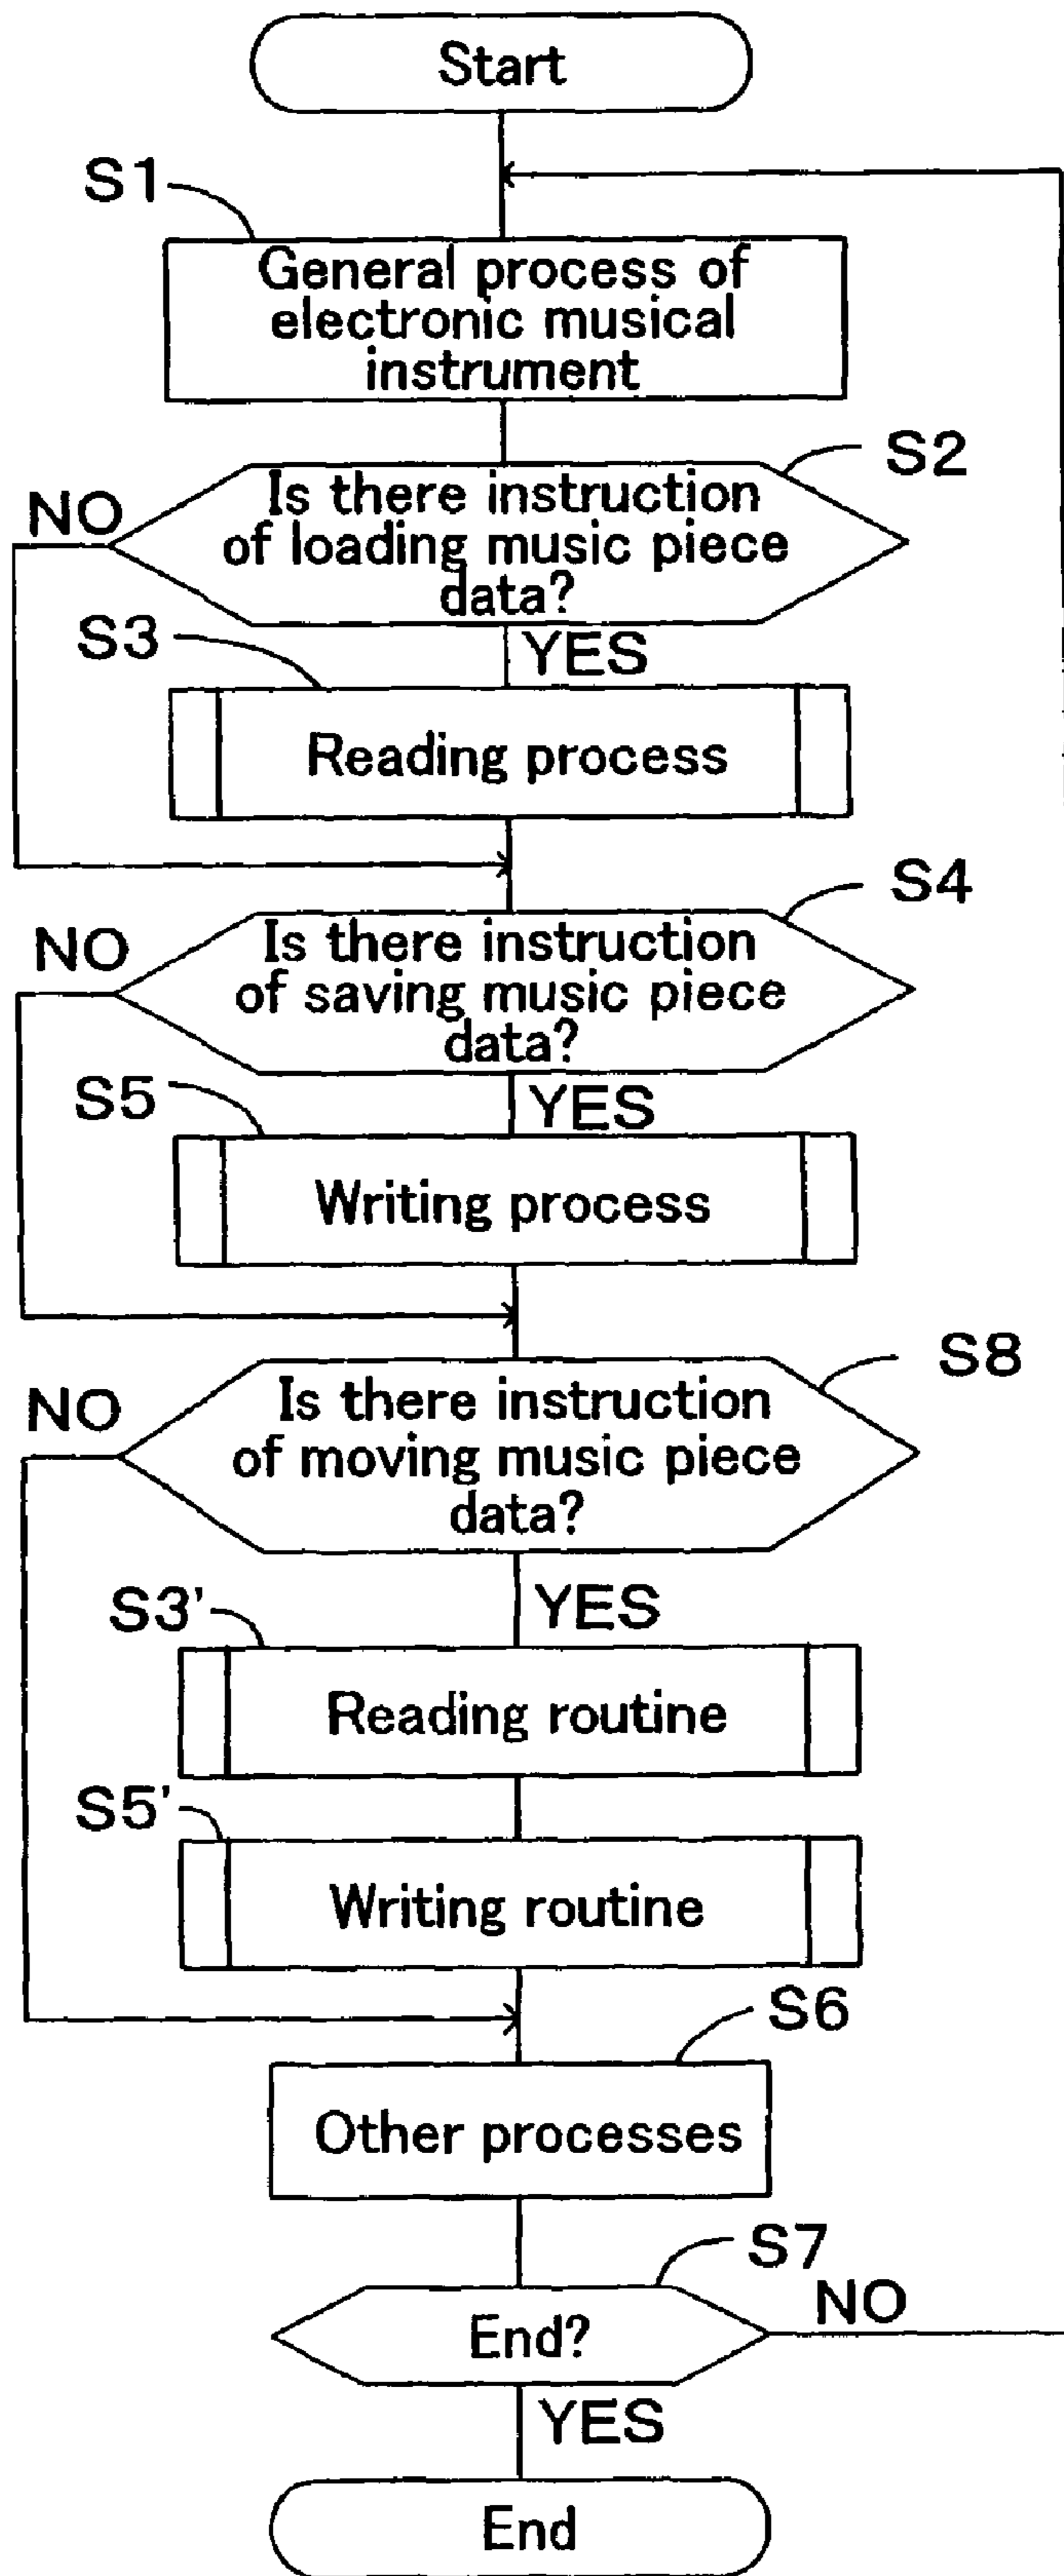 Start
S1
General process of
electronic musical
instrument
S2
NO
Is there instruction
of loading music piece
data?
S3
YES
Reading process
S4
NO
Is there instruction
of saving music piece
data?
S5
YES
Writing process
S8
NO
Is there instruction
of moving music piece
data?
S3'
YES
Reading routine
S5'
Writing routine
S6
Other processes
S7
NO
End?
YES
End